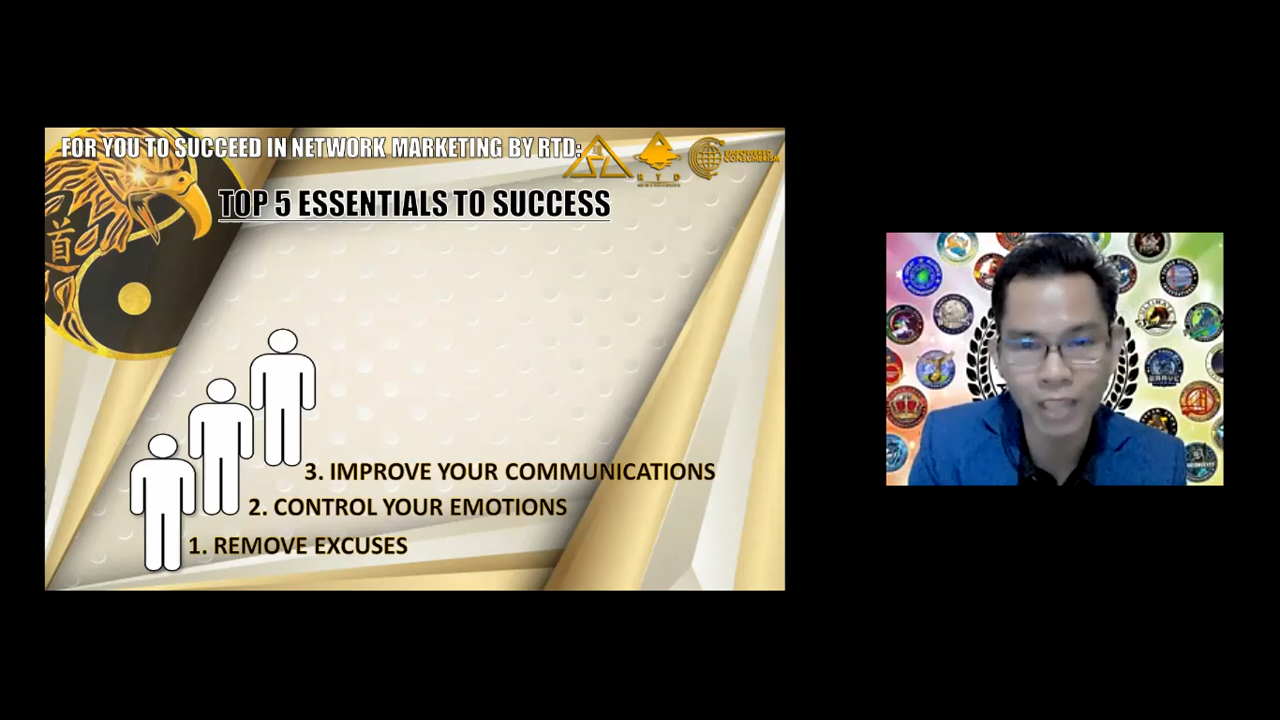 FOR YOU TO SUCCEED IN NETWORK MARKETING BY RTD:
TOP 5 ESSENTIALS TO SUCCESS
首
R T D
3. IMPROVE YOUR COMMUNICATIONS
2. CONTROL YOUR EMOTIONS
1. REMOVE EXCUSES